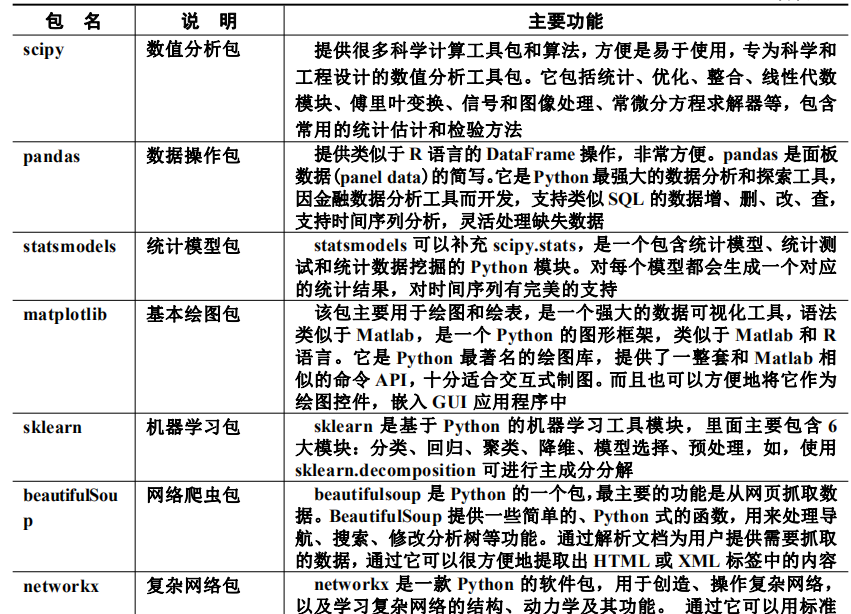 包 名 说 明 主要功能
scipy 数值分析包 提供很多科学计算工具包和算法，方便是易于使用，专为科学和
工程设计的数值分析工具包。它包括统计、优化、整合、线性代数
模块、傅里叶变换、信号和图像处理、常微分方程求解器等，包含
常用的统计估计和检验方法
pandas 数据操作包 提供类似于 R 语言的 DataFrame 操作，非常方便。pandas 是面板
数据(panel data)的简写。它是 Python 最强大的数据分析和探索工具，
因金融数据分析工具而开发，支持类似 SQL 的数据增、删、改、查，
支持时间序列分析，灵活处理缺失数据
statsmodels 统计模型包 statsmodels 可以补充 scipy.stats，是一个包含统计模型、统计测
试和统计数据挖掘的 Python 模块。对每个模型都会生成一个对应
的统计结果，对时间序列有完美的支持
matplotlib 基本绘图包 该包主要用于绘图和绘表，是一个强大的数据可视化工具，语法
类似于 Matlab，是一个 Python 的图形框架，类似于 Matlab 和 R
语言。它是 Python 最著名的绘图库，提供了一整套和 Matlab 相
似的命令 API，十分适合交互式制图。而且也可以方便地将它作为
绘图控件，嵌入 GUI 应用程序中
sklearn 机器学习包 sklearn 是基于 Python 的机器学习工具模块，里面主要包含 6
大模块：分类、回归、聚类、降维、模型选择、预处理，如，使用
sklearn.decomposition 可进行主成分分解
beautifulSou 网络爬虫包 beautifulsoup 是 Python 的一个包，最主要的功能是从网页抓取数
p 据。BeautifulSoup 提供一些简单的、Python 式的函数，用来处理导
航、搜索、修改分析树等功能。通过解析文档为用户提供需要抓取
的数据，通过它可以很方便地提取出 HTML 或 XML 标签中的内容
networkx 复杂网络包 networkx 是一款 Python 的软件包，用于创造、操作复杂网络，
以及学习复杂网络的结构、动力学及其功能。 通过它可以用标准